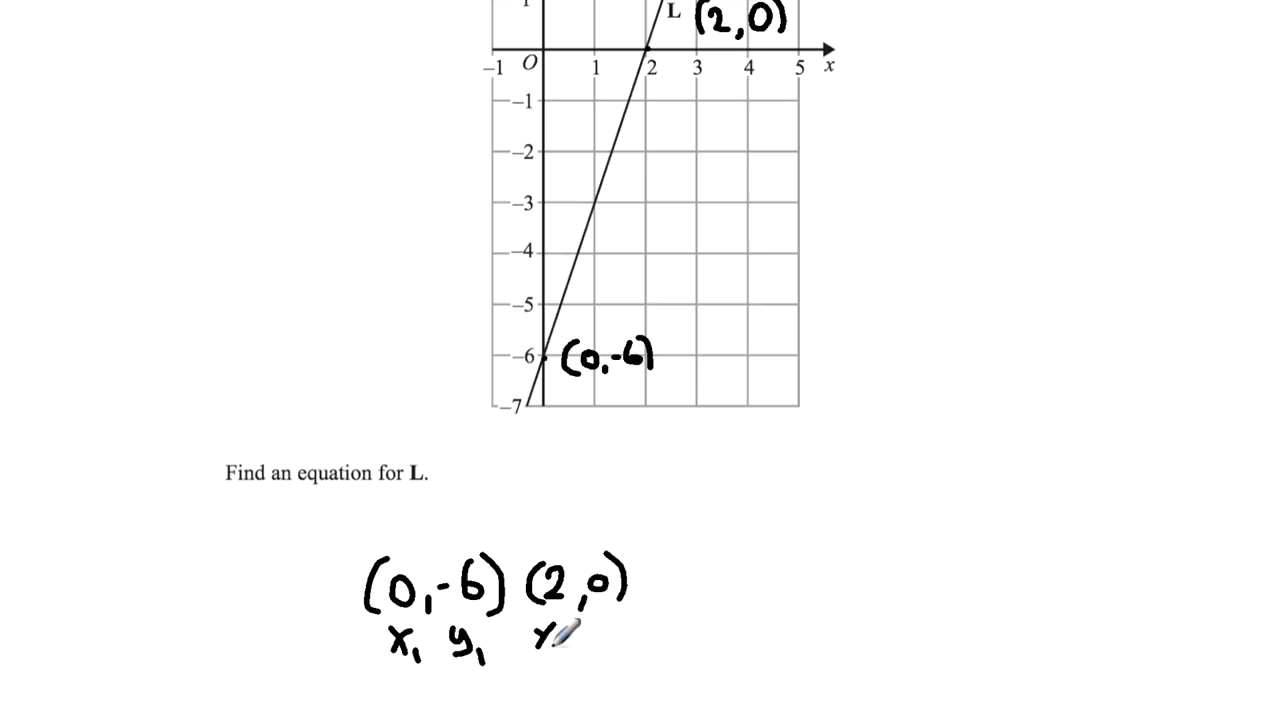 1
L (2,0)
–1 O 1 2 3 4 5 x
–1
–2
–3
–4
–5
–6 (0,-6)
–7
Find an equation for L.
(0,-6) (2,0)
x₁ y₁ x